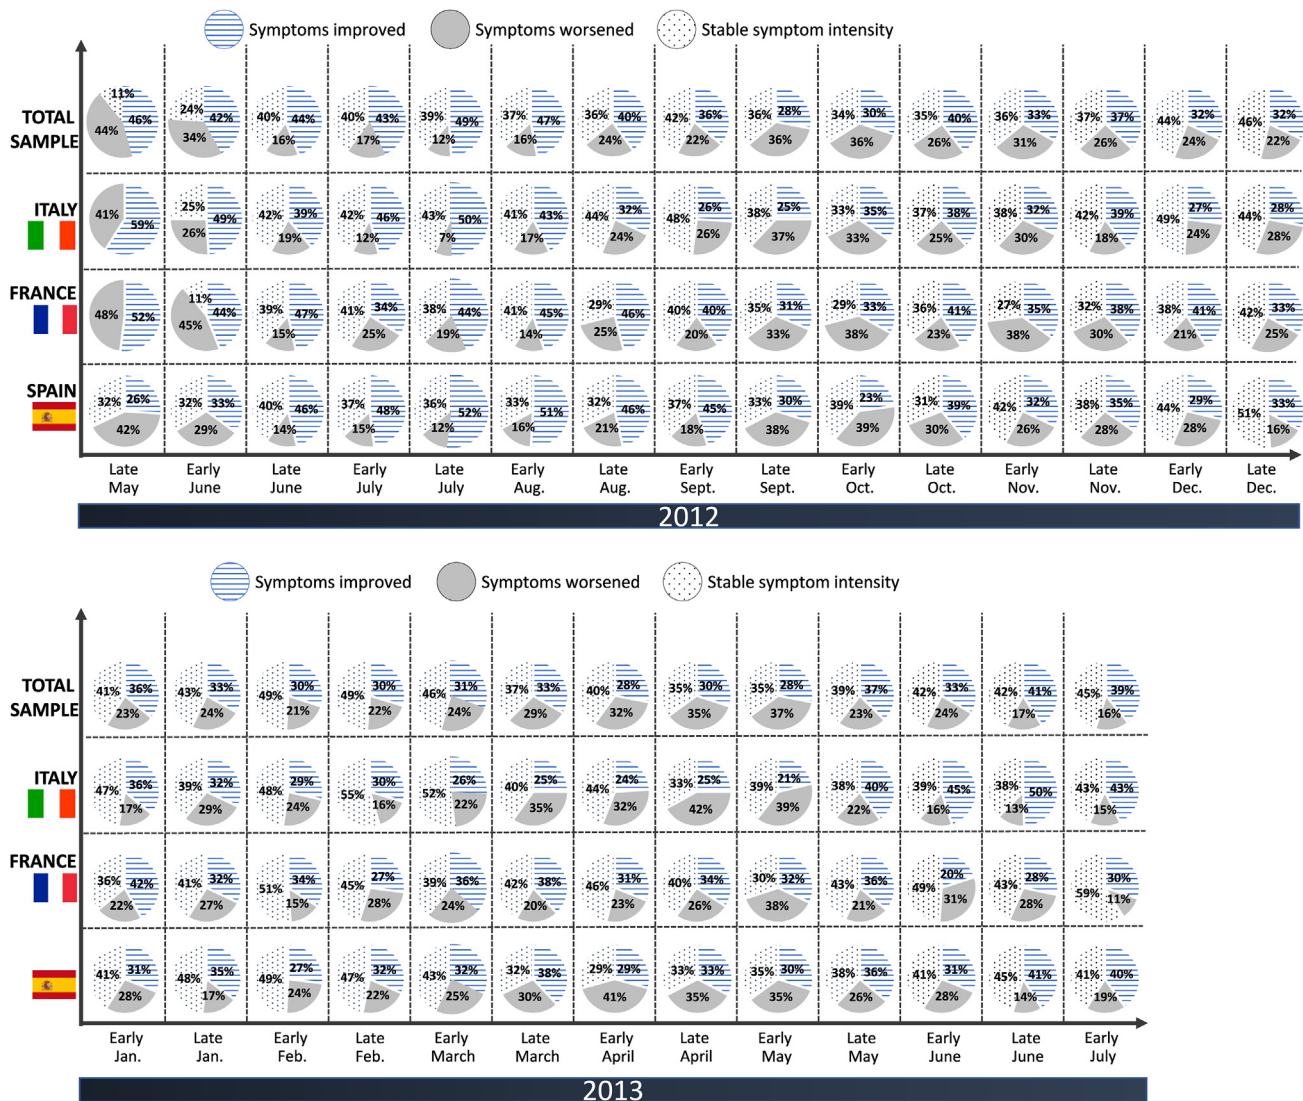 Symptoms improved Symptoms worsened Stable symptom intensity
TOTAL
SAMPLE
11% 46% 44%
24% 42% 34%
40% 44% 16%
40% 43% 17%
39% 49% 12%
37% 47% 16%
36% 40% 24%
42% 36% 22%
36% 28% 36%
34% 30% 36%
35% 40% 26%
36% 33% 31%
37% 37% 26%
44% 32% 24%
46% 32% 22%
ITALY
41% 59%
25% 49% 26%
42% 39% 19%
42% 46% 12%
43% 50% 7%
41% 43% 17%
44% 32% 24%
48% 26% 26%
38% 25% 37%
33% 35% 33%
37% 38% 25%
38% 32% 30%
42% 39% 18%
49% 27% 24%
44% 28% 28%
FRANCE
48% 52%
11% 44% 45%
39% 47% 15%
41% 34% 25%
38% 44% 19%
41% 45% 14%
29% 46% 25%
40% 40% 20%
35% 31% 33%
29% 33% 38%
36% 41% 23%
27% 35% 38%
32% 38% 30%
38% 41% 21%
42% 33% 25%
SPAIN
32% 26% 42%
32% 33% 29%
40% 46% 14%
37% 48% 15%
36% 52% 12%
33% 51% 16%
32% 46% 21%
37% 45% 18%
33% 30% 38%
39% 23% 39%
31% 39% 30%
42% 32% 26%
38% 35% 28%
44% 29% 28%
51% 33% 16%
Late Early Late Early Late Early Late Early Late Early Late Early Late Early Late
May June June July July Aug. Aug. Sept. Sept. Oct. Oct. Nov. Nov. Dec. Dec.
2012
Symptoms improved Symptoms worsened Stable symptom intensity
TOTAL
SAMPLE
41% 36% 23%
43% 33% 24%
49% 30% 21%
49% 30% 22%
46% 31% 24%
37% 33% 29%
40% 28% 32%
35% 30% 35%
35% 28% 37%
39% 37% 23%
42% 33% 24%
42% 41% 17%
45% 39% 16%
ITALY
47% 36% 17%
39% 32% 29%
48% 29% 24%
55% 30% 16%
52% 26% 22%
40% 25% 35%
44% 24% 32%
33% 25% 42%
39% 21% 39%
38% 40% 22%
39% 45% 16%
38% 50% 13%
43% 43% 15%
FRANCE
36% 42% 22%
41% 32% 27%
51% 34% 15%
45% 27% 28%
39% 36% 24%
42% 38% 20%
46% 31% 23%
40% 34% 26%
30% 32% 38%
43% 36% 21%
49% 20% 31%
43% 28% 28%
59% 30% 11%
41% 31% 28%
48% 35% 17%
49% 27% 24%
47% 32% 22%
43% 32% 25%
32% 38% 30%
29% 29% 41%
33% 33% 35%
35% 30% 35%
38% 36% 26%
41% 31% 28%
45% 41% 14%
41% 40% 19%
Early Late Early Late Early Late Early Late Early Late Early Late Early
Jan. Jan. Feb. Feb. March March April April May May June June July
2013